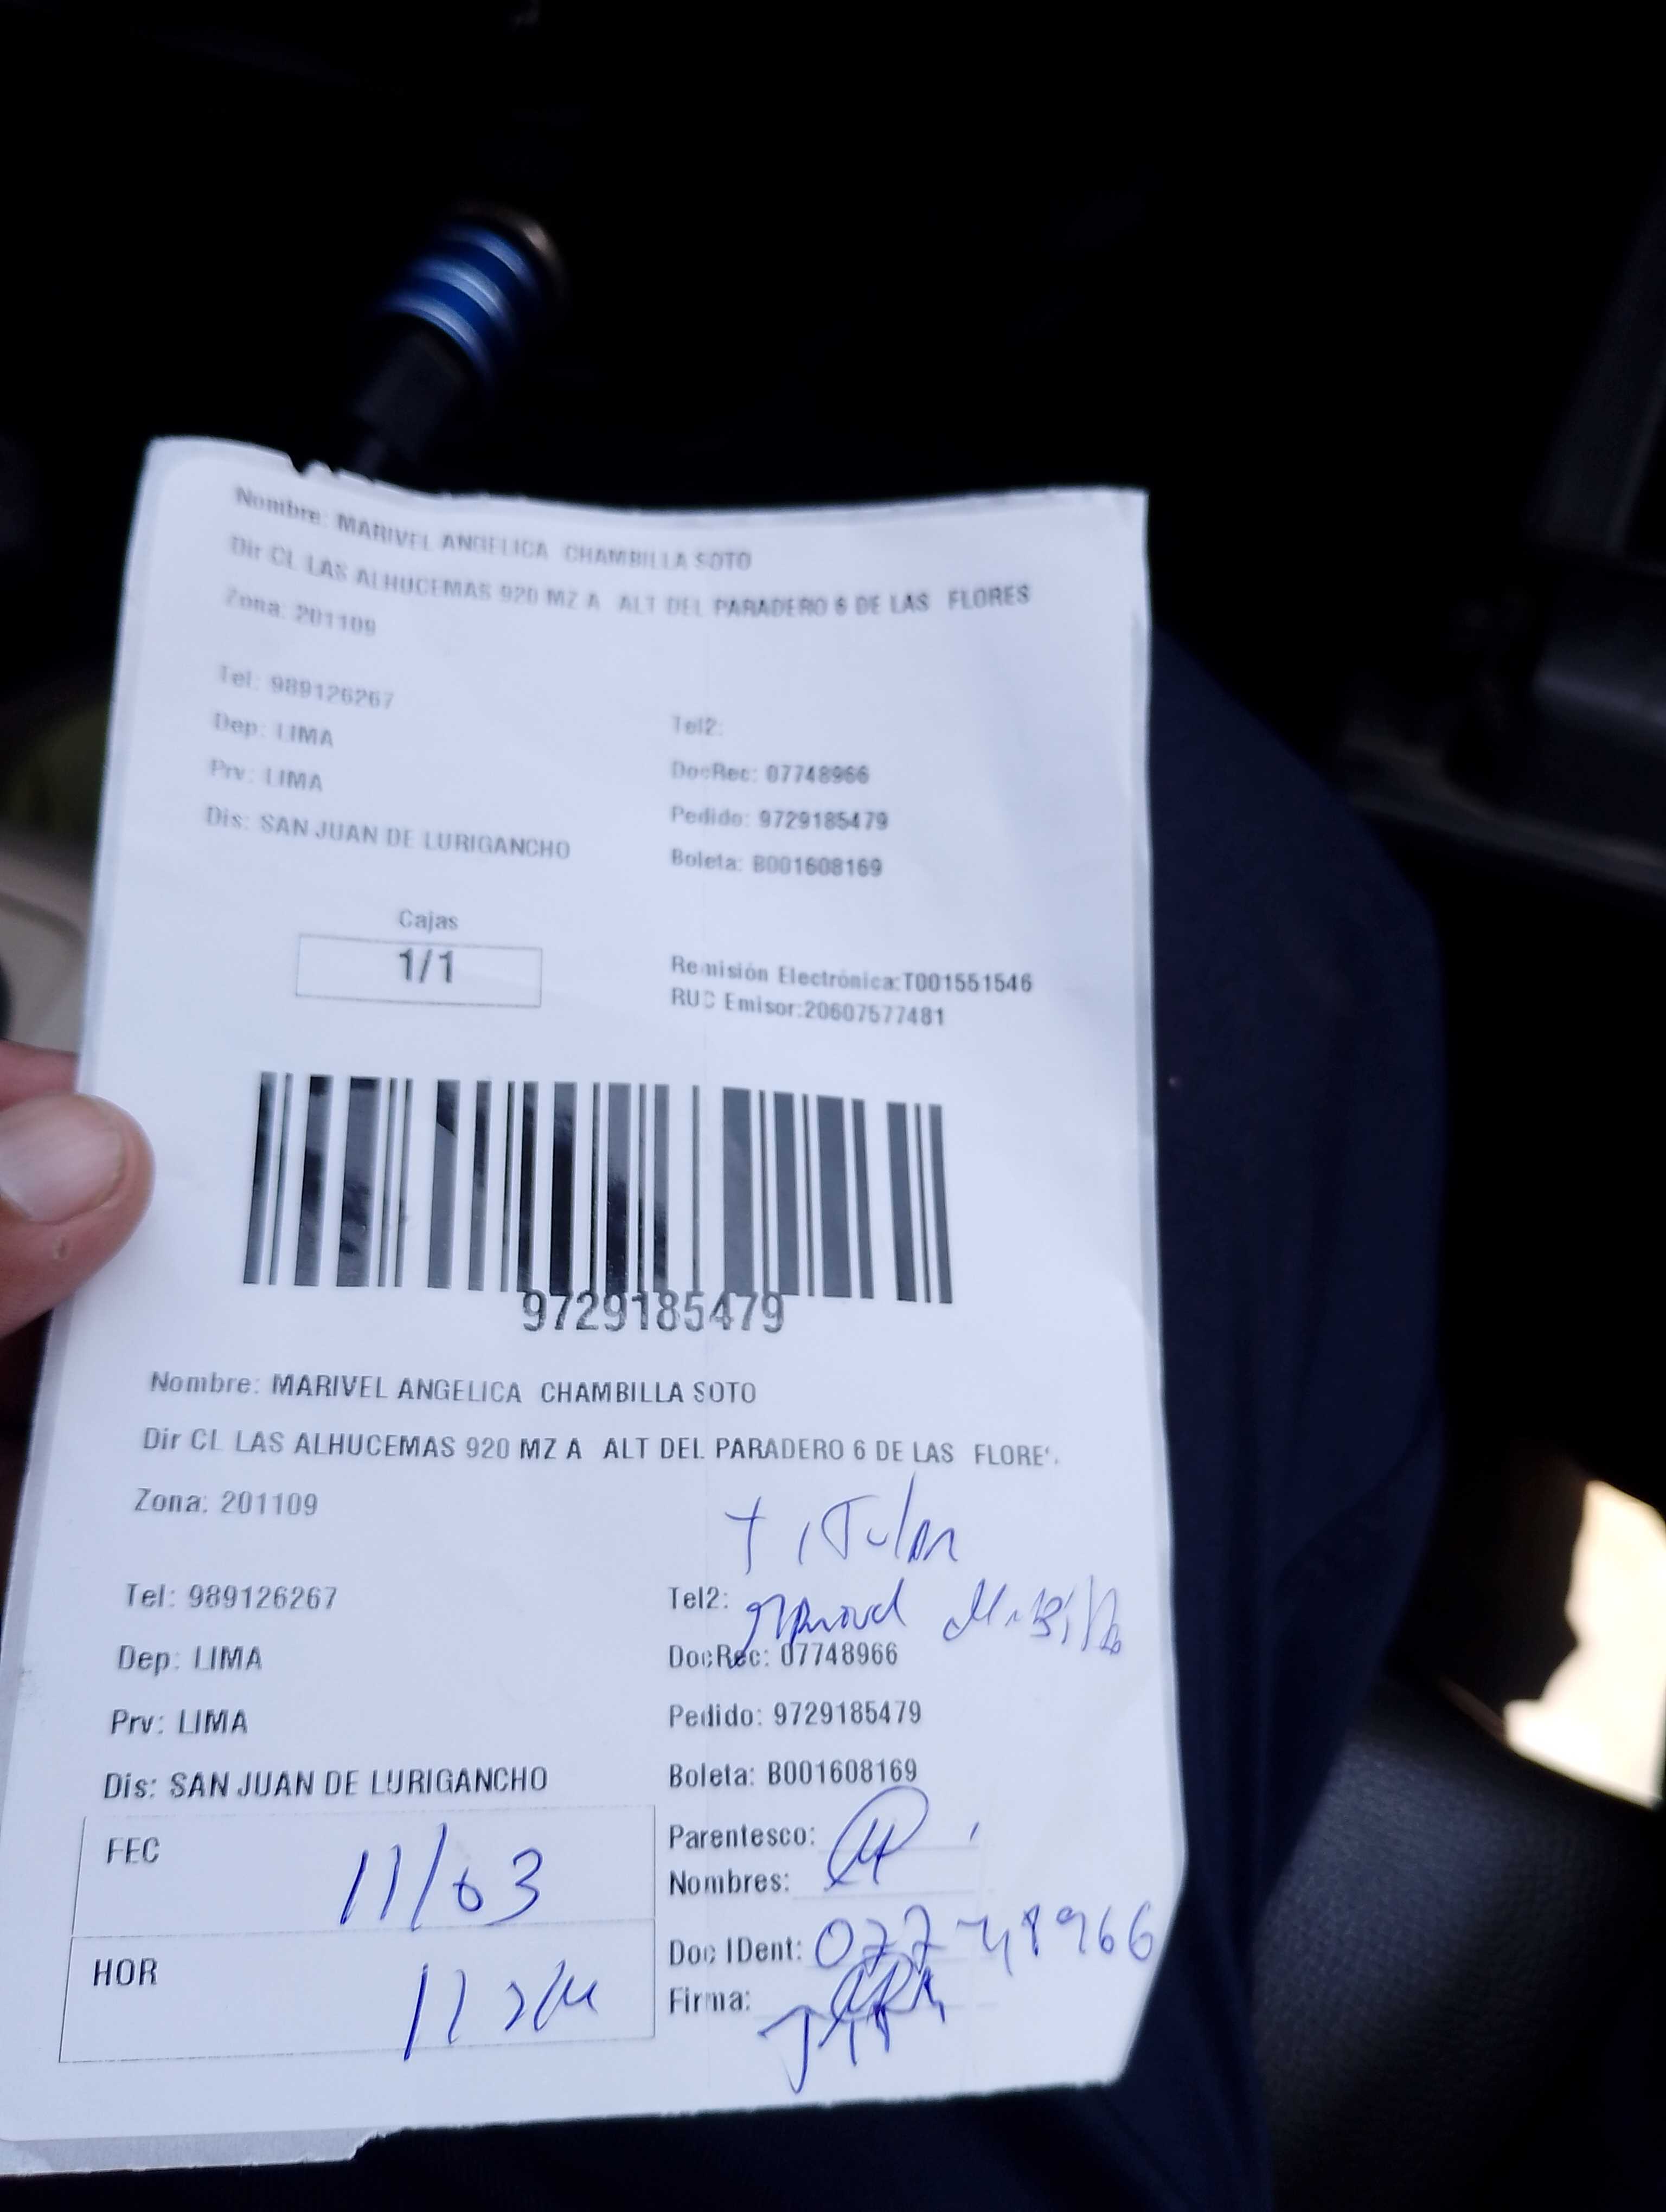 Nombre: MARIVEL ANGELICA CHAMBILLA SOTO
Dir CL LAS ALHUCEMAS 920 MZ A ALT DEL PARADERO 6 DE LAS FLORES
Zona: 201109
Tel: 989126267
Tel2:
Dep: LIMA
DocRec: 07748966
Prv: LIMA
Pedido: 9729185479
Dis: SAN JUAN DE LURIGANCHO
Boleta: B001608169
Cajas
1/1
Remisión Electrónica:T001551546
RUC Emisor:20607577481
9729185479
Nombre: MARIVEL ANGELICA CHAMBILLA SOTO
Dir CL LAS ALHUCEMAS 920 MZ A ALT DEL PARADERO 6 DE LAS FLORE
Zona: 201109
titular
Tel: 989126267
Tel2:
Dep: LIMA
DocRec: 07748966
Prv: LIMA
Pedido: 9729185479
Dis: SAN JUAN DE LURIGANCHO
Boleta: B001608169
FEC 11/03
Parentesco:
Nombres:
HOR
Doc IDent: 07748966
Firma: